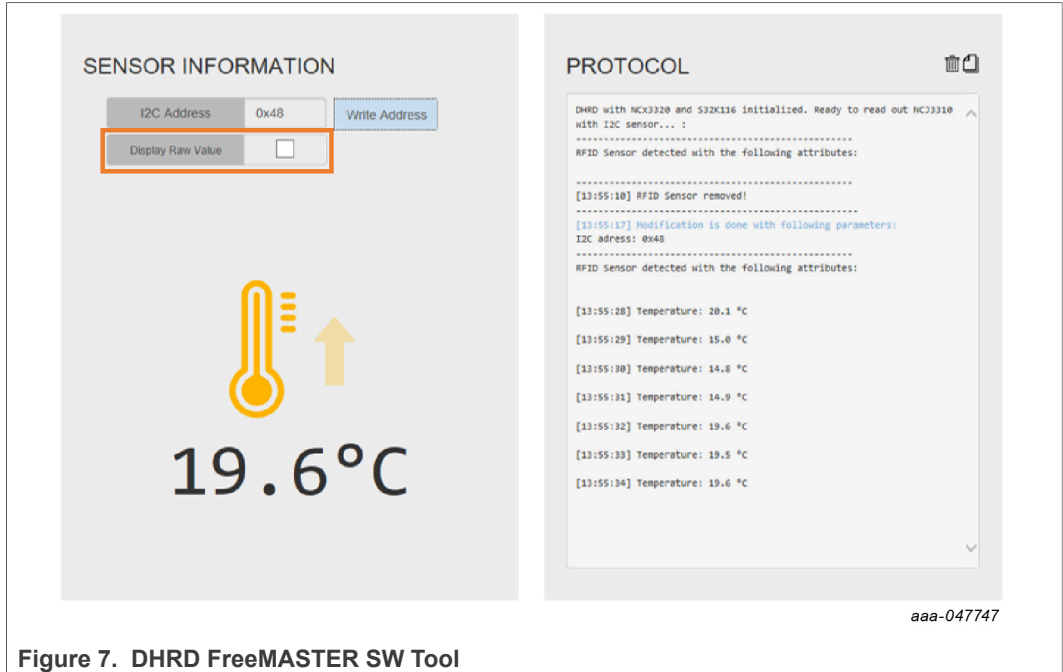 SENSOR INFORMATION
I2C Address 0x48 Write Address
Display Raw Value
19.6°C
PROTOCOL
DHRD with NCx3320 and S32K116 initialized. Ready to read out NCJ3310
with I2C sensor... :
--------------------------------------------------
RFID Sensor detected with the following attributes:
--------------------------------------------------
[13:55:10] RFID Sensor removed!
---------------------------------------------------
[13:55:17] Modification is done with following parameters:
I2C adress: 0x48
--------------------------------------------------
RFID Sensor detected with the following attributes:
[13:55:28] Temperature: 20.1 °C
[13:55:29] Temperature: 15.0 °C
[13:55:30] Temperature: 14.8 °C
[13:55:31] Temperature: 14.9 °C
[13:55:32] Temperature: 19.6 °C
[13:55:33] Temperature: 19.5 °C
[13:55:34] Temperature: 19.6 °C
aaa-047747
Figure 7. DHRD FreeMASTER SW Tool